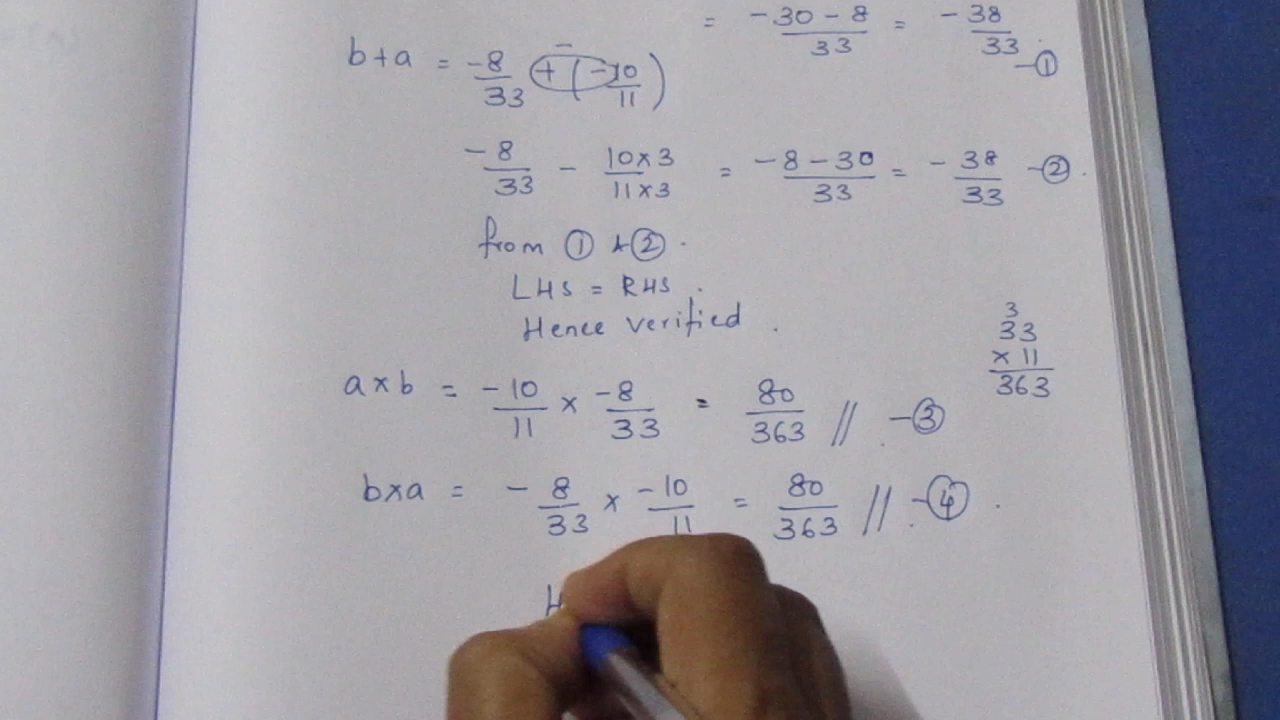 = -30-8/33 = -38/33 -①
b+a = -8/33 + (-10/11)
-8/33 - 10×3/11×3 = -8-30/33 = -38/33 -②.
from ① & ②.
LHS = RHS.
Hence verified.
3
33
× 11
363
a×b = -10/11 × -8/33 = 80/363 // -③
b×a = -8/33 × -10/11 = 80/363 // -④.
H